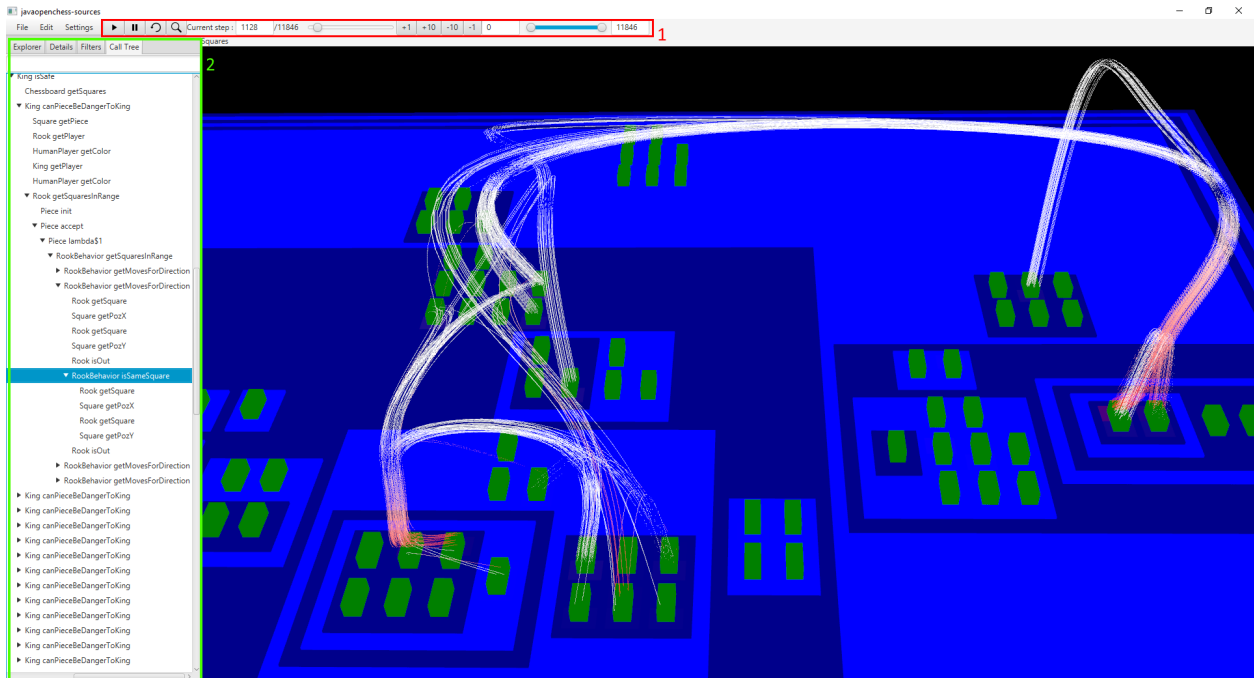 javaopenchess-sources
File Edit Settings Current step : 1128 /11846 +1 +10 -10 -1 0 11846 1
Explorer Details Filters Call Tree Squares
2
King isSafe
Chessboard getSquares
King canPieceBeDangerToKing
Square getPiece
Rook getPlayer
HumanPlayer getColor
King getPlayer
HumanPlayer getColor
Rook getSquaresInRange
Piece init
Piece accept
Piece lambda$1
RookBehavior getSquaresInRange
RookBehavior getMovesForDirection
RookBehavior getMovesForDirection
Rook getSquare
Square getPozX
Rook getSquare
Square getPozY
Rook isOut
RookBehavior isSameSquare
Rook getSquare
Square getPozX
Rook getSquare
Square getPozY
Rook isOut
RookBehavior getMovesForDirection
RookBehavior getMovesForDirection
King canPieceBeDangerToKing
King canPieceBeDangerToKing
King canPieceBeDangerToKing
King canPieceBeDangerToKing
King canPieceBeDangerToKing
King canPieceBeDangerToKing
King canPieceBeDangerToKing
King canPieceBeDangerToKing
King canPieceBeDangerToKing
King canPieceBeDangerToKing
King canPieceBeDangerToKing
King canPieceBeDangerToKing